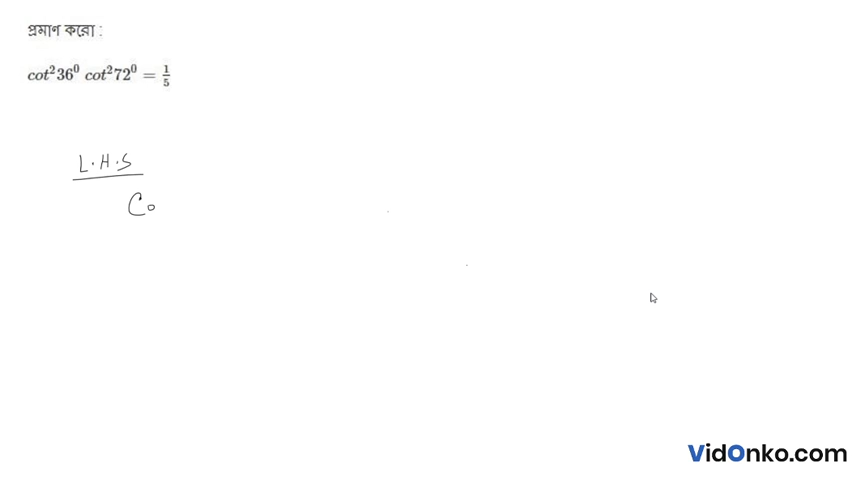 প্রমাণ করো :
cot²36⁰ cot²72⁰ = 1/5
L.H.S
Co
VidOnko.com